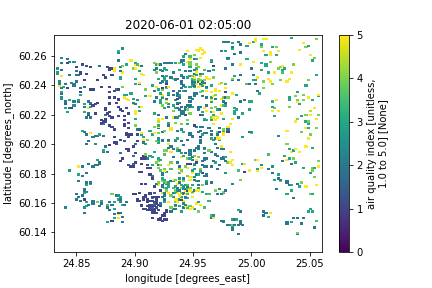 2020-06-01 02:05:00
60.26
60.24
60.22
60.20
60.18
60.16
60.14
latitude [degrees_north]
24.85 24.90 24.95 25.00 25.05
longitude [degrees_east]
5
4
3
2
1
0
air quality index [unitless,
1.0 to 5.0] [None]